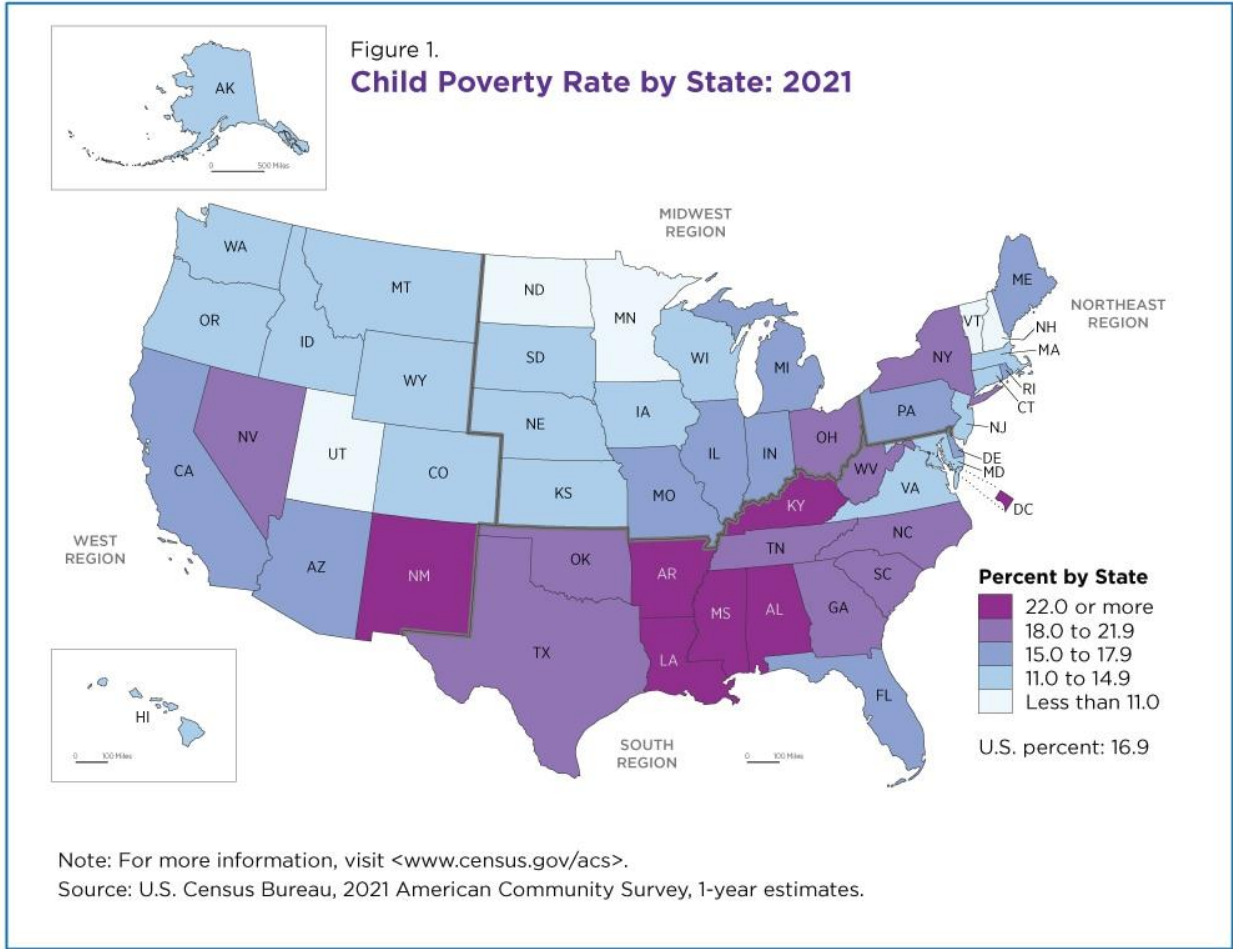 Figure 1.
Child Poverty Rate by State: 2021
AK
0 500 Miles
MIDWEST
REGION
NORTHEAST
REGION
WEST
REGION
SOUTH
REGION
WA
MT
ND
MN
ME
OR
ID
SD
WI
MI
VT
NH
NY
MA
WY
RI
CT
IA
NE
PA
NJ
NV
UT
CO
IL
IN
OH
DE
MD
CA
KS
MO
WV
VA
KY
DC
AZ
NM
OK
AR
TN
NC
SC
MS
AL
GA
TX
LA
FL
HI
0 100 Miles
0 100 Miles
Percent by State
22.0 or more
18.0 to 21.9
15.0 to 17.9
11.0 to 14.9
Less than 11.0
U.S. percent: 16.9
Note: For more information, visit <www.census.gov/acs>.
Source: U.S. Census Bureau, 2021 American Community Survey, 1-year estimates.